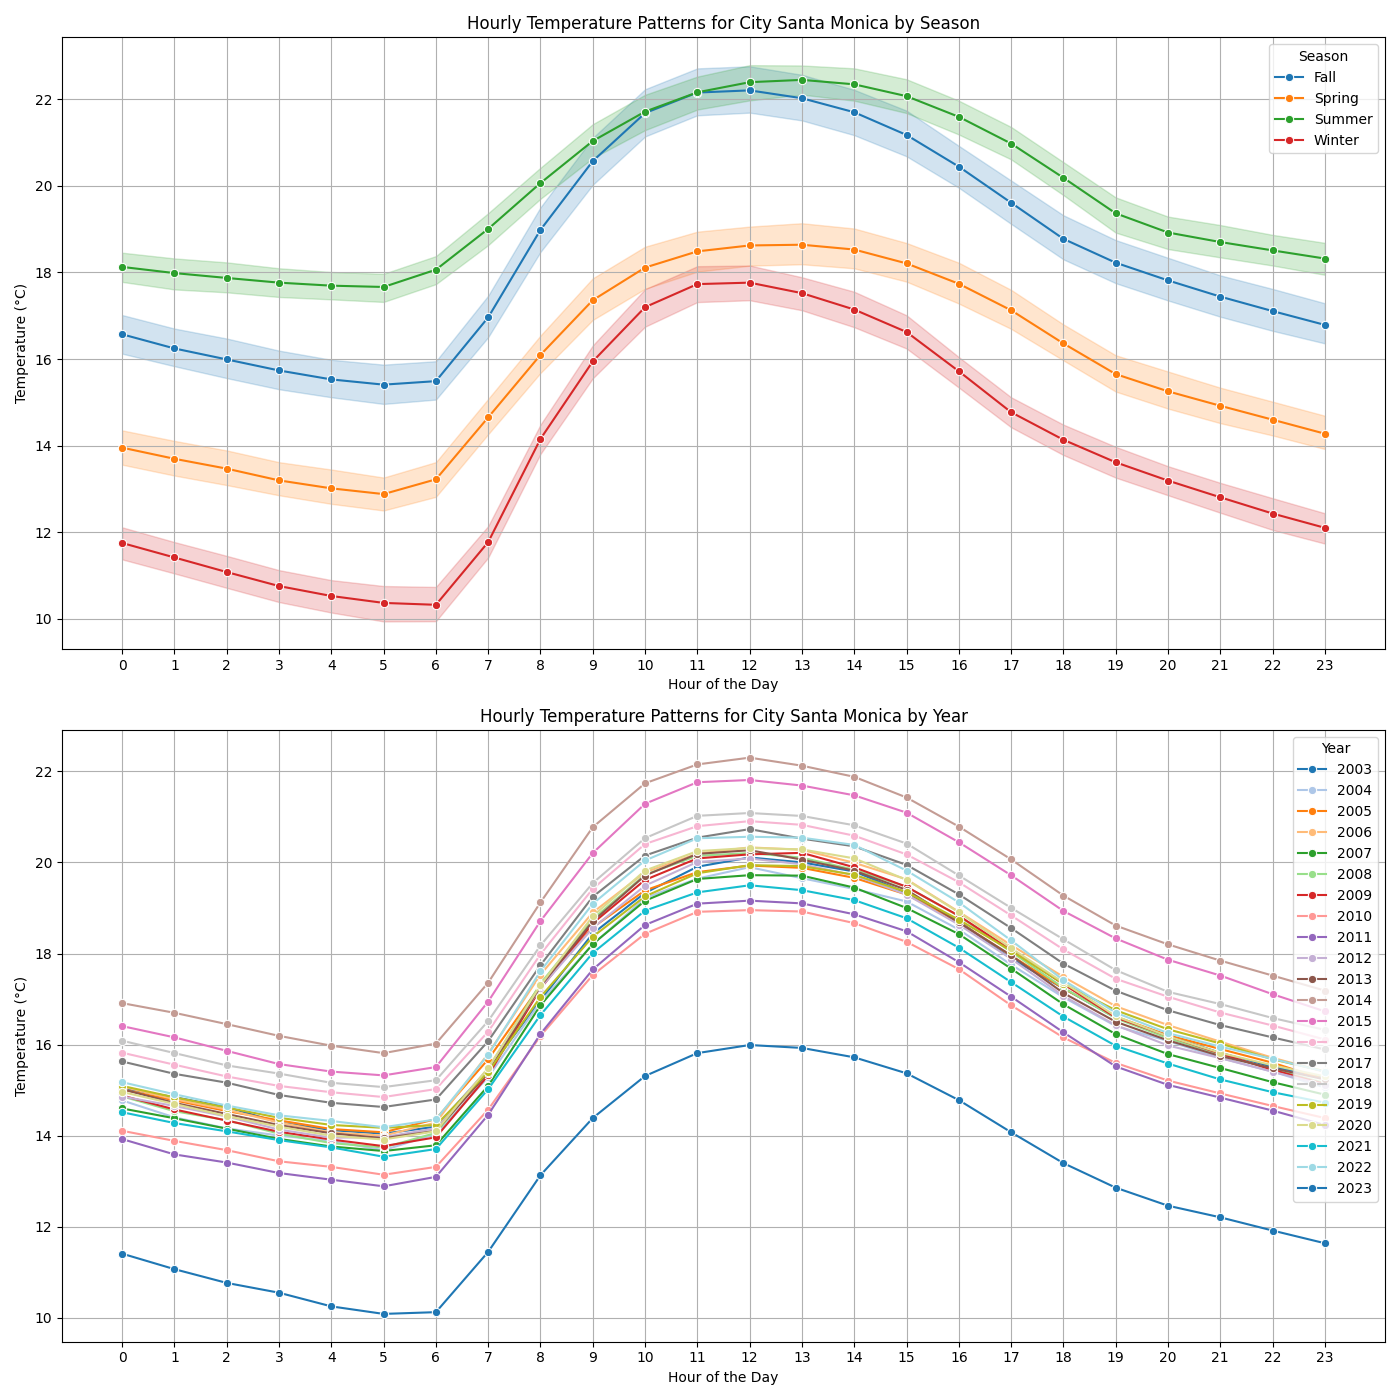 Hourly Temperature Patterns for City Santa Monica by Season
Season
Fall
Spring
Summer
Winter
22
20
18
16
14
12
10
Temperature (°C)
0 1 2 3 4 5 6 7 8 9 10 11 12 13 14 15 16 17 18 19 20 21 22 23
Hour of the Day
Hourly Temperature Patterns for City Santa Monica by Year
Year
2003
2004
2005
2006
2007
2008
2009
2010
2011
2012
2013
2014
2015
2016
2017
2018
2019
2020
2021
2022
2023
22
20
18
16
14
12
10
Temperature (°C)
0 1 2 3 4 5 6 7 8 9 10 11 12 13 14 15 16 17 18 19 20 21 22 23
Hour of the Day